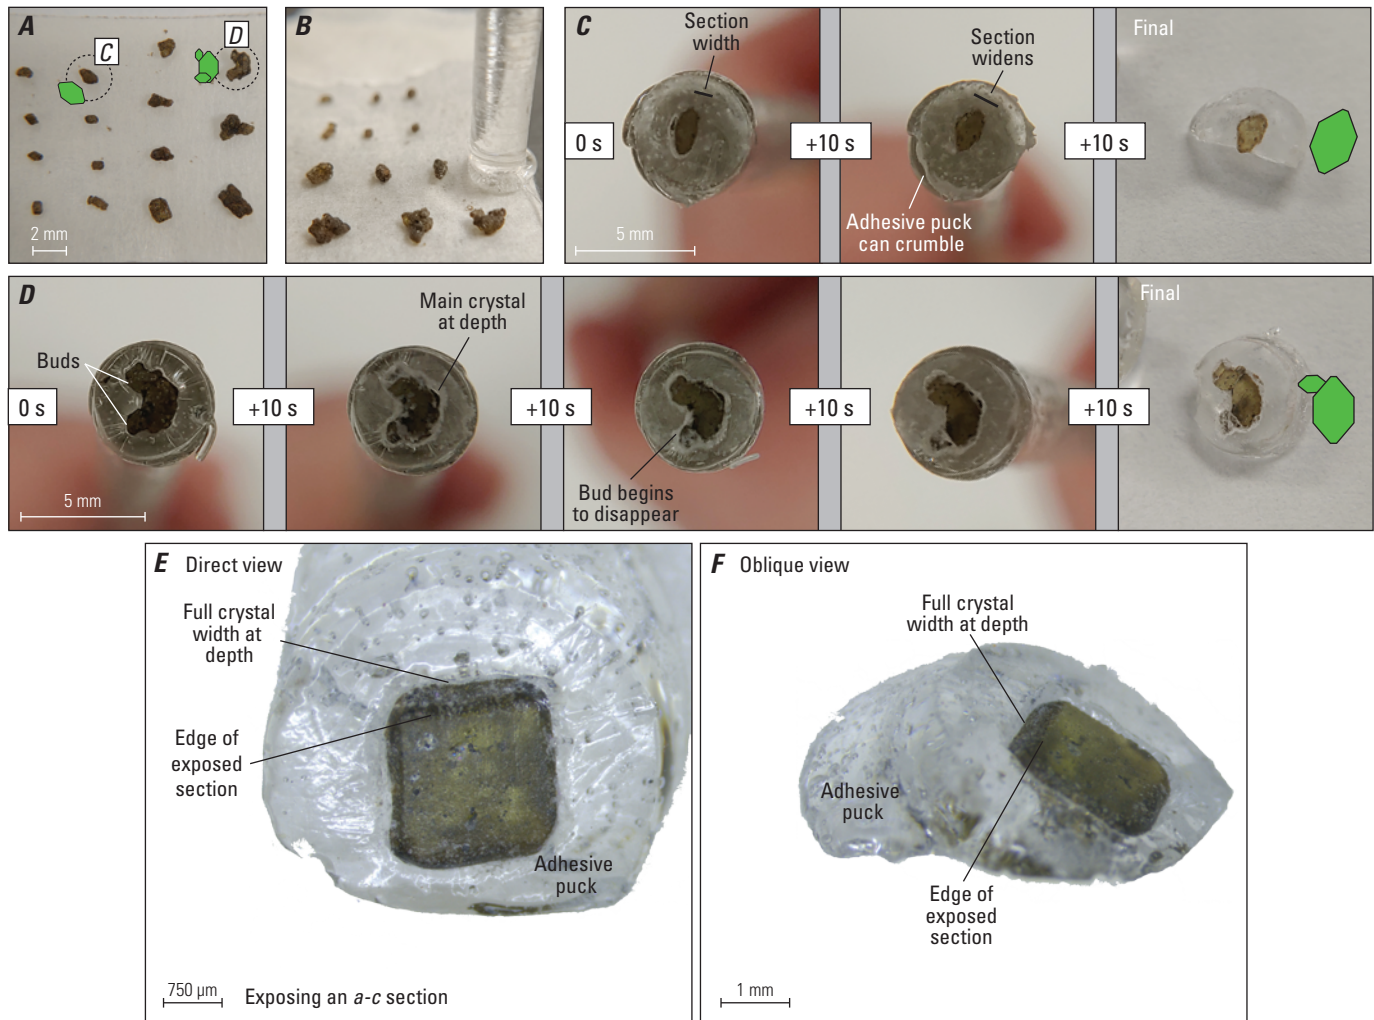 A
C
D
2 mm
B
C
Section
width
0 s
5 mm
+10 s
Section
widens
Adhesive puck
can crumble
+10 s
Final
D
Buds
0 s
5 mm
+10 s
Main crystal
at depth
+10 s
Bud begins
to disappear
+10 s
+10 s
Final
E Direct view
Full crystal
width at
depth
Edge of
exposed
section
Adhesive
puck
750 µm
Exposing an a-c section
F Oblique view
Full crystal
width at depth
Adhesive
puck
Edge of
exposed
section
1 mm